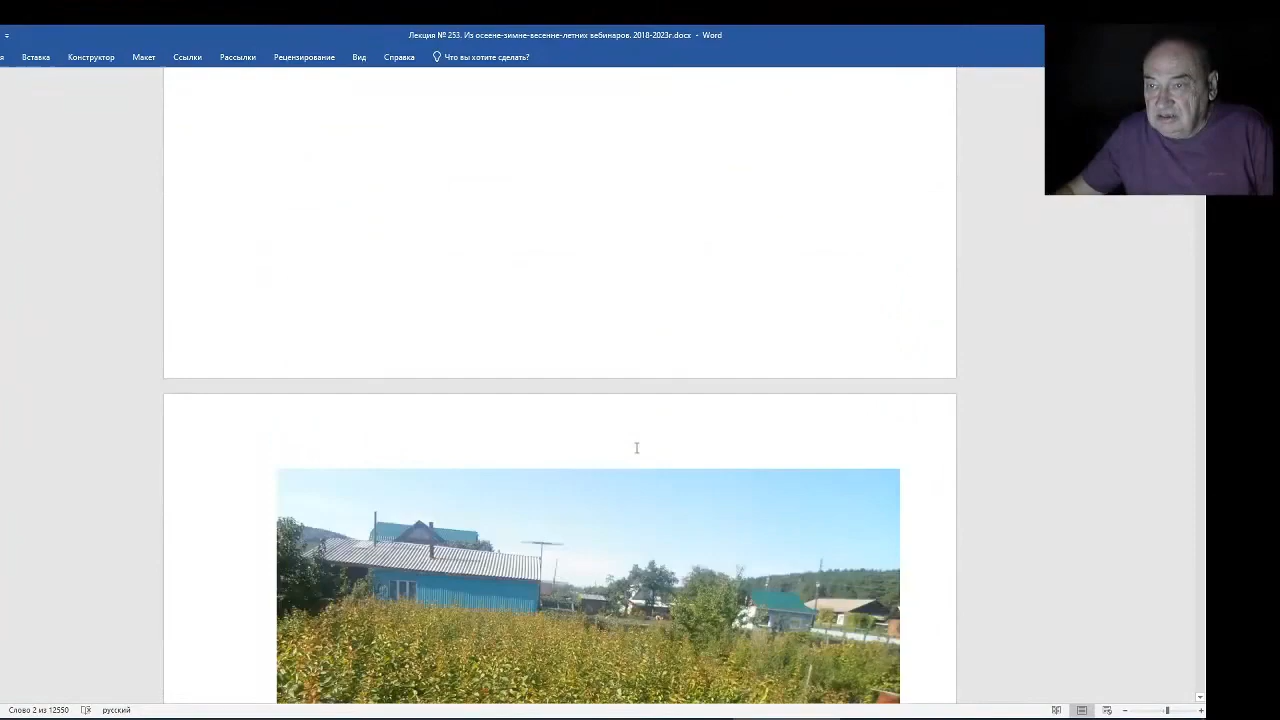 Лекция № 253. Из осеене-зимне-весенне-летних вебинаров. 2018-2023г.docx - Word
я Вставка Конструктор Макет Ссылки Рассылки Рецензирование Вид Справка Что вы хотите сделать?
Слово 2 из 12550 русский